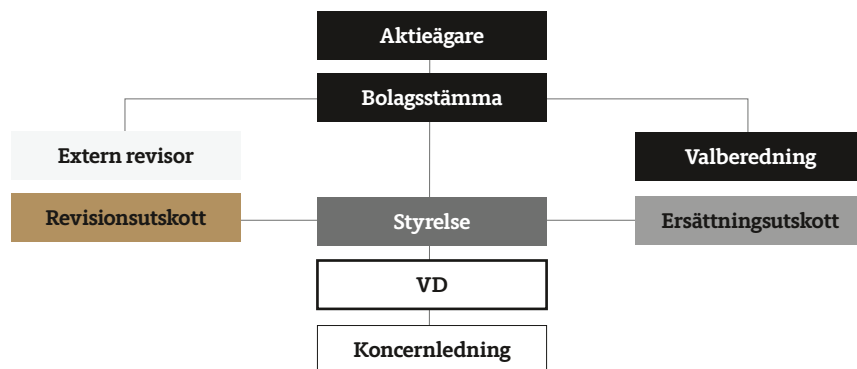 Aktieägare
Bolagsstämma
Extern revisor
Valberedning
Revisionsutskott
Styrelse
Ersättningsutskott
VD
Koncernledning